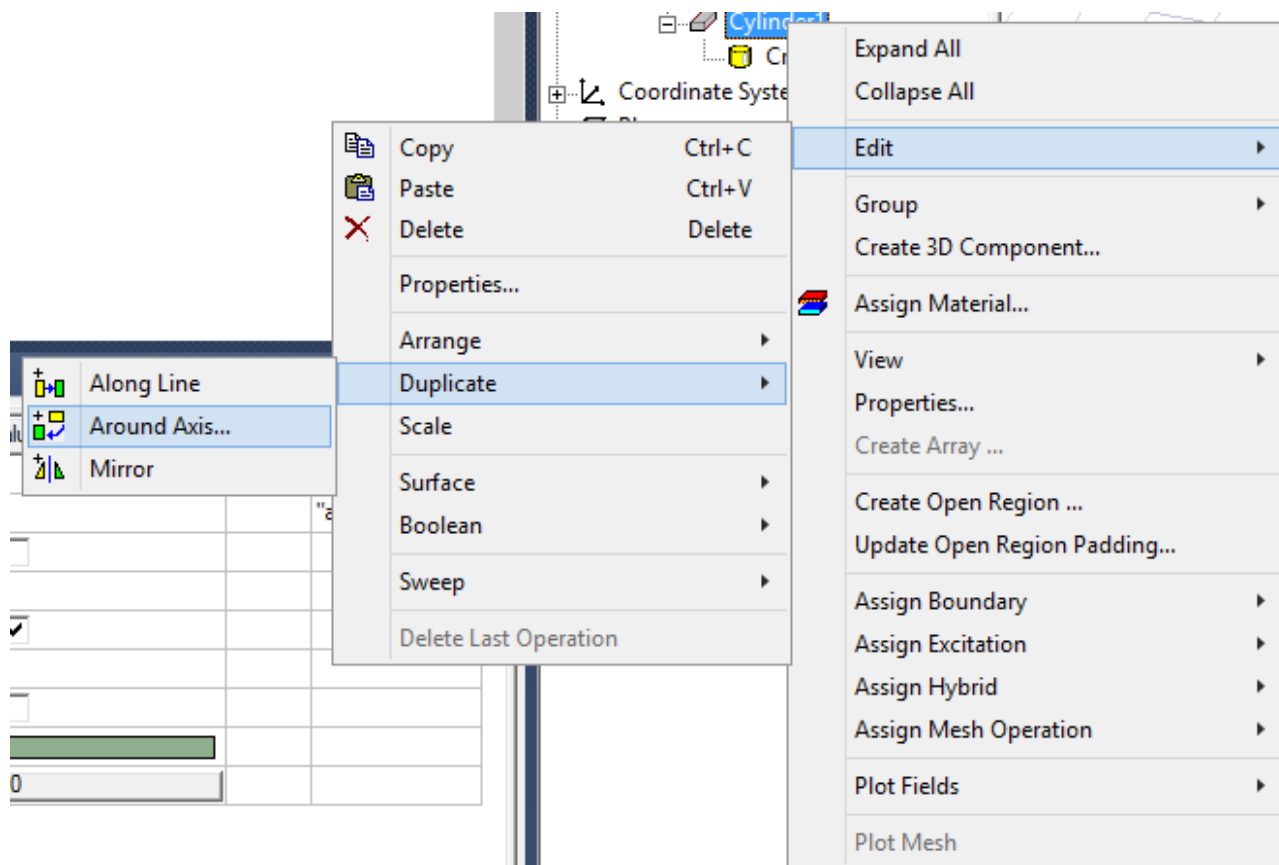 Cylinder1
Coordinate Syste
Expand All
Collapse All
Edit
Group
Create 3D Component...
Assign Material...
View
Properties...
Create Array ...
Create Open Region ...
Update Open Region Padding...
Assign Boundary
Assign Excitation
Assign Hybrid
Assign Mesh Operation
Plot Fields
Plot Mesh
Copy Ctrl+C
Paste Ctrl+V
Delete Delete
Properties...
Arrange
Duplicate
Scale
Surface
Boolean
Sweep
Delete Last Operation
Along Line
Around Axis...
Mirror
0